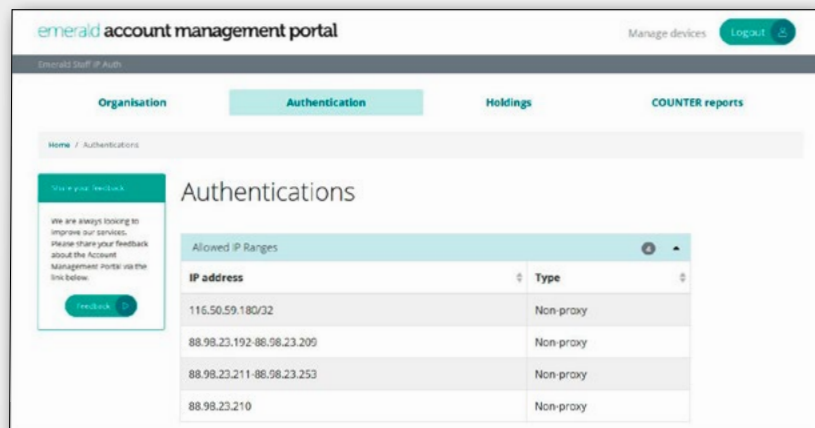 emerald account management portal
Manage devices
Logout
Emerald Staff IP Auth
Organisation
Authentication
Holdings
COUNTER reports
Home / Authentications
Share your feedback
We are always looking to
improve our services.
Please share your feedback
about the Account
Management Portal via the
link below.
Feedback
Authentications
Allowed IP Ranges
4
IP address
Type
116.50.59.180/32
Non-proxy
88.98.23.192-88.98.23.209
Non-proxy
88.98.23.211-88.98.23.253
Non-proxy
88.98.23.210
Non-proxy